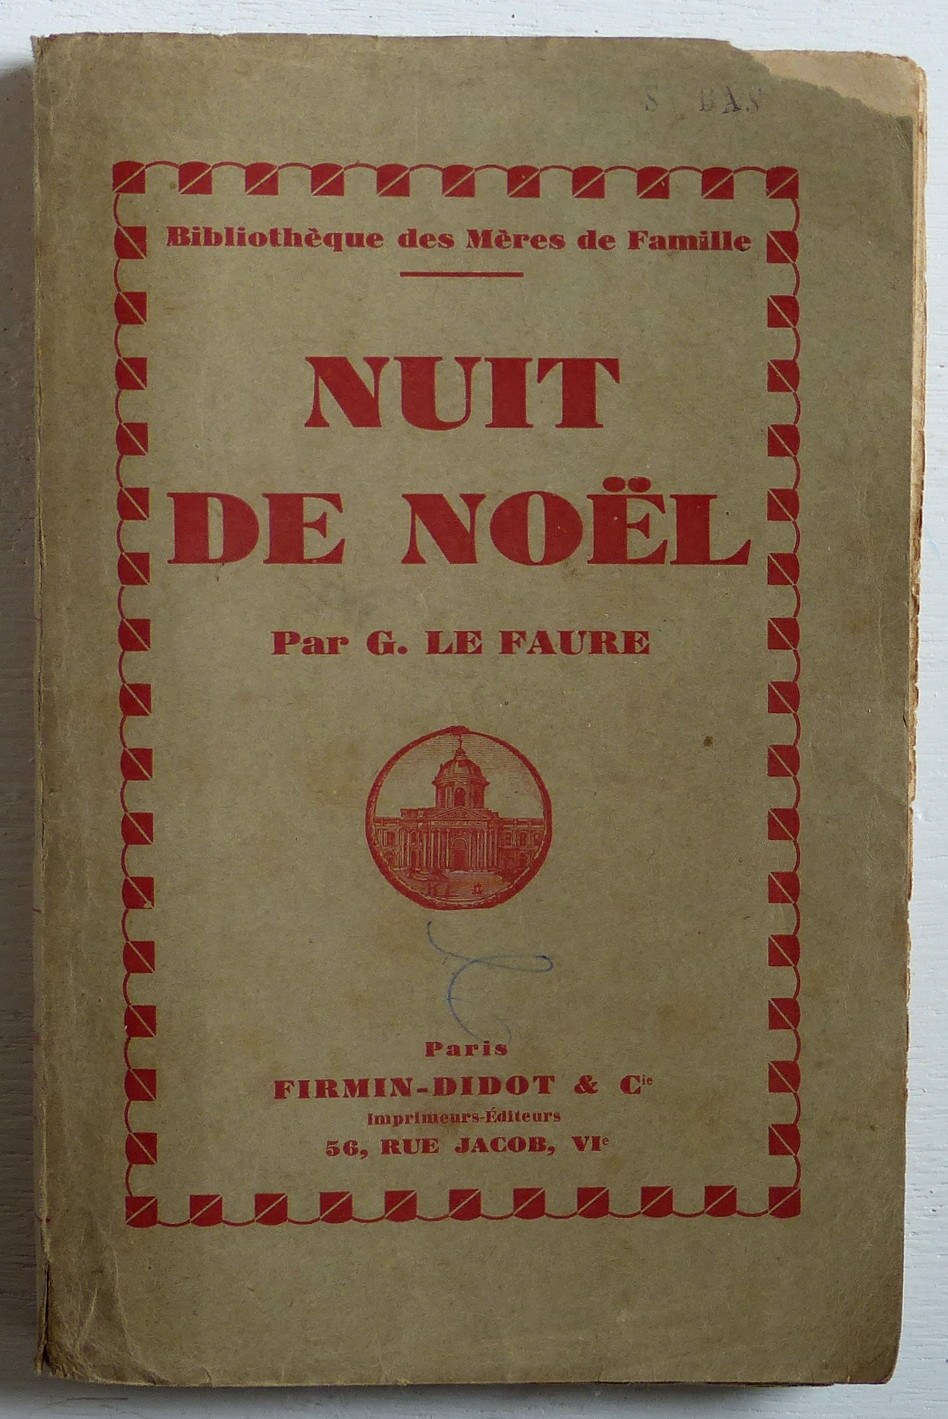 Bibliothèque des Mères de Famille
NUIT
DE NOËL
Par G. LE FAURE
Paris
FIRMIN-DIDOT & Cie
Imprimeurs-Éditeurs
56, RUE JACOB, VIe